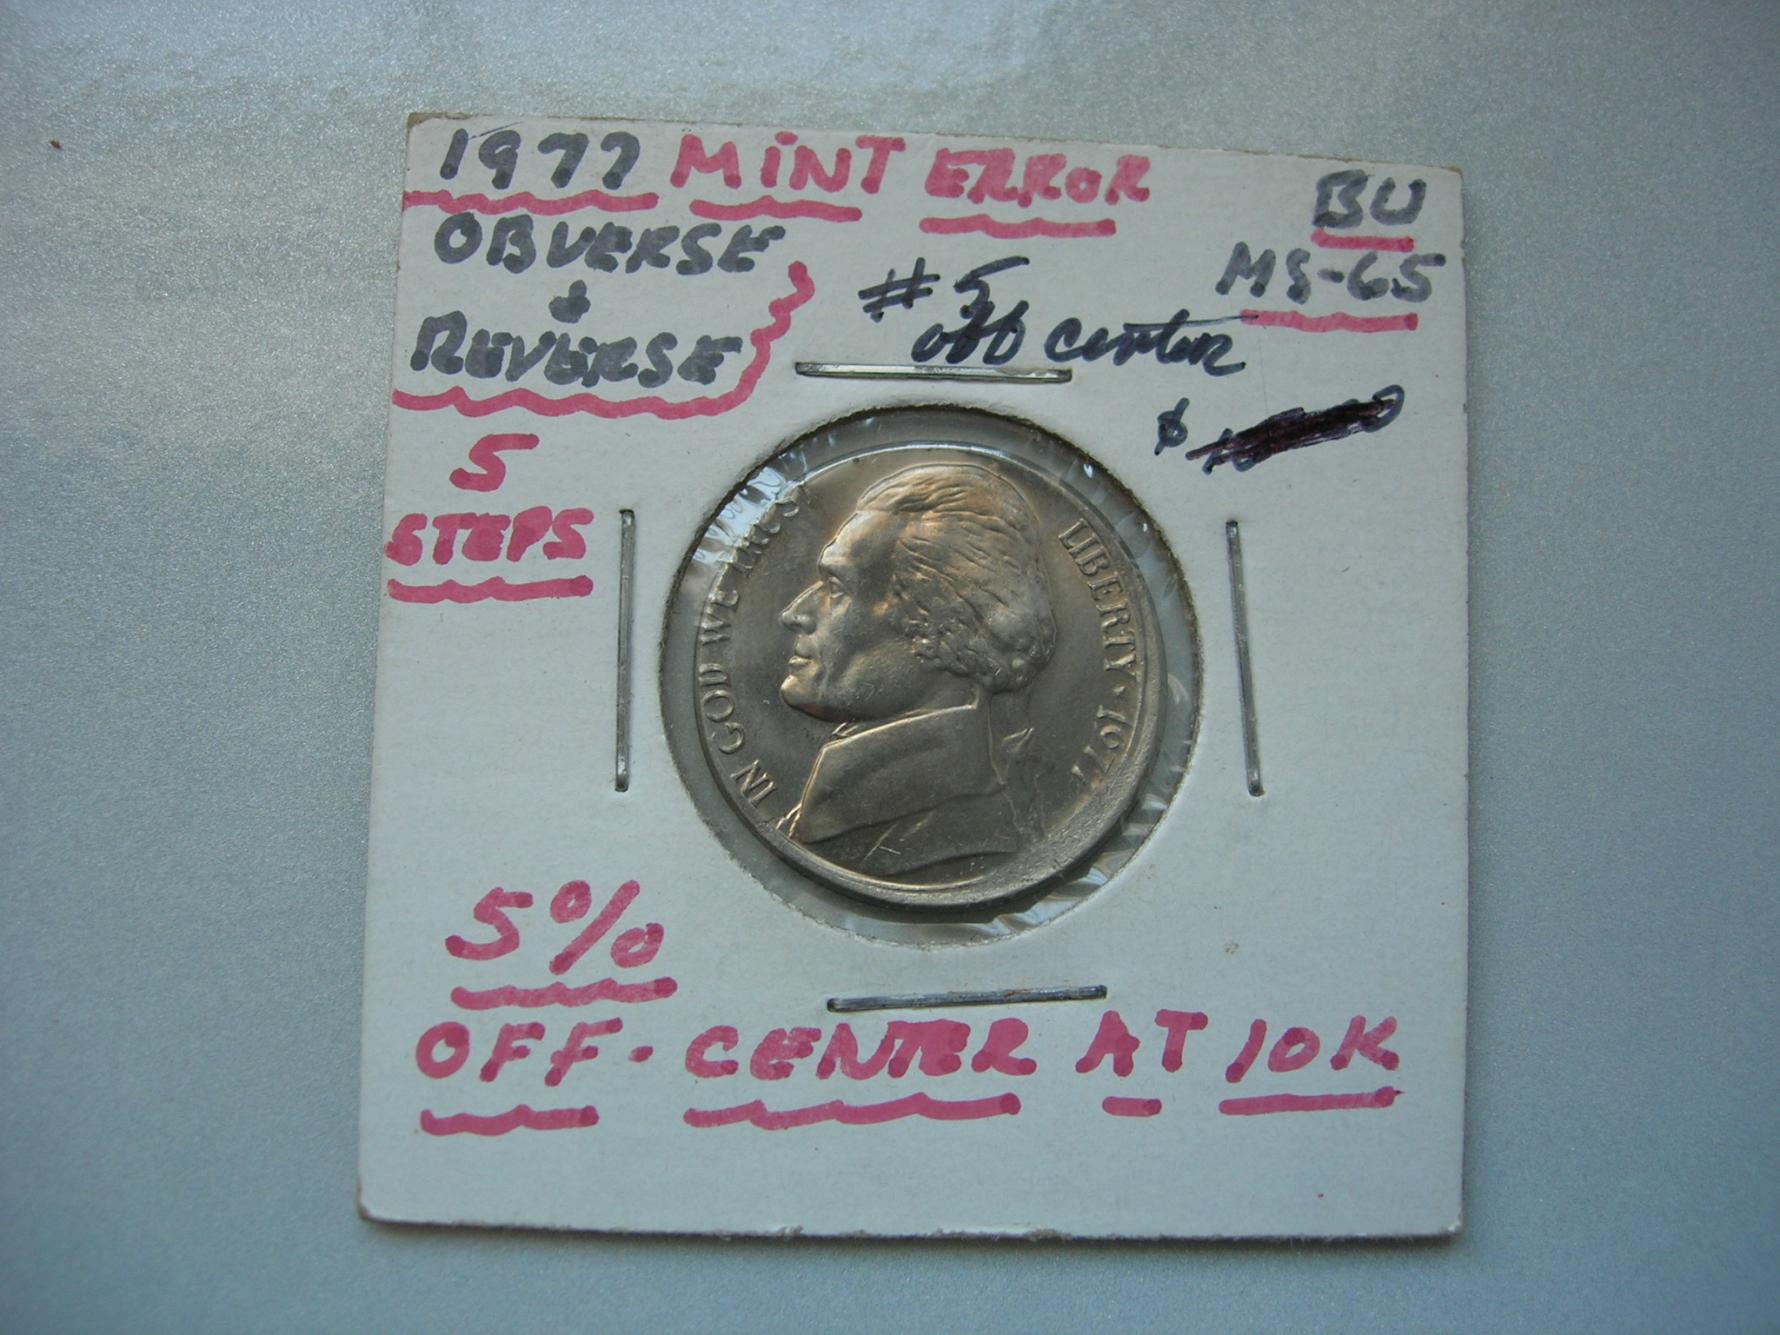 1977 MINT ERROR
BU
OBVERSE
&
REVERSE
MS-65
#5
off center
$
5
STEPS
IN GOD WE TRUST
LIBERTY · 1977
5%
OFF-CENTER AT 10K